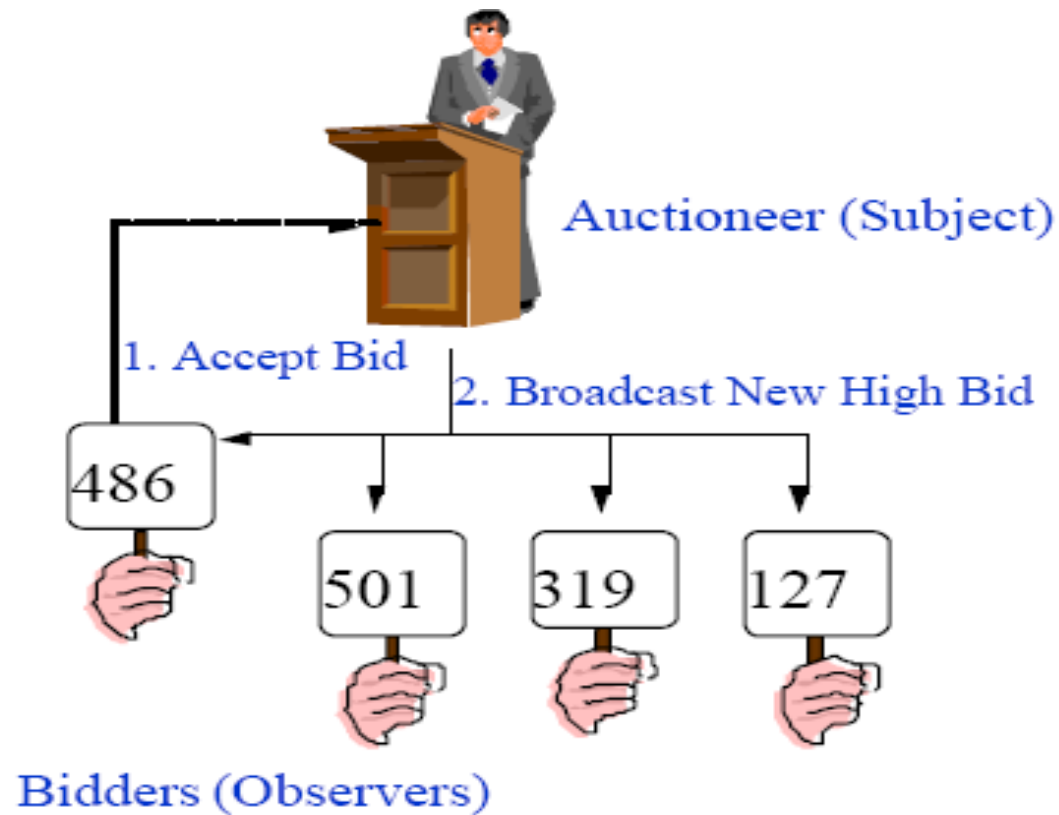 Auctioneer (Subject)
1. Accept Bid
2. Broadcast New High Bid
486
501
319
127
Bidders (Observers)